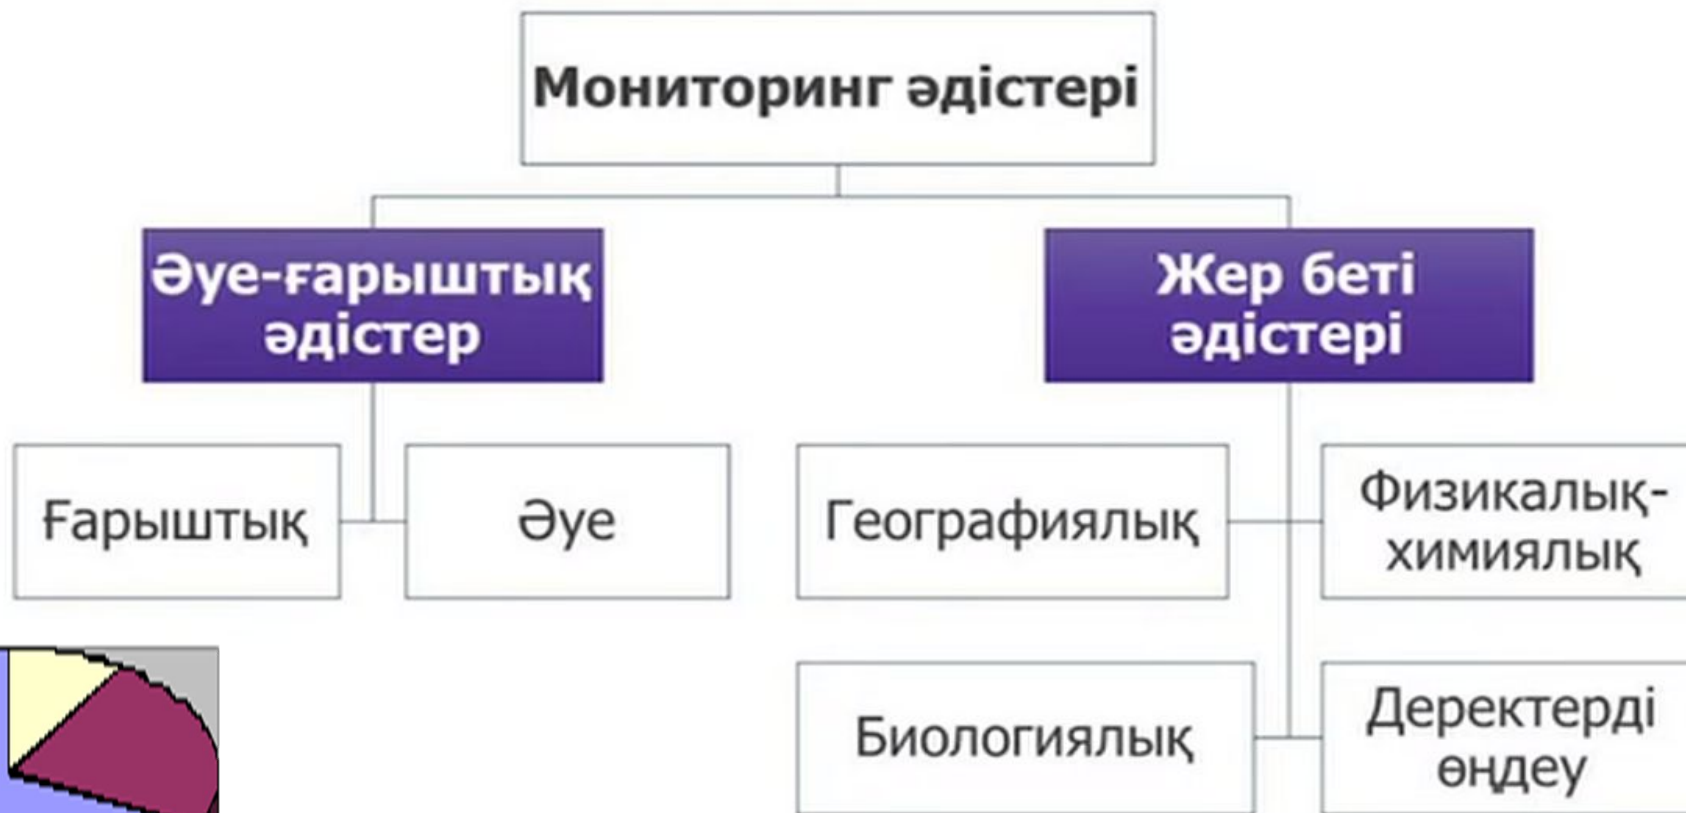 Мониторинг әдістері
Әуе-ғарыштық
әдістер
Жер беті
әдістері
Ғарыштық
Әуе
Географиялық
Физикалық-
химиялық
Биологиялық
Деректерді
өңдеу